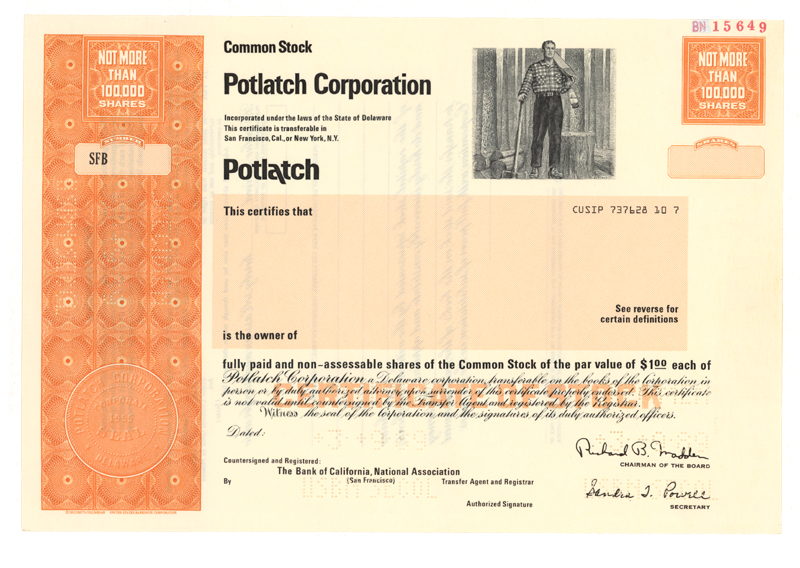 BN 15649
NOT MORE
THAN
100,000
SHARES
Common Stock
Potlatch Corporation
NOT MORE
THAN
100,000
SHARES
Incorporated under the laws of the State of Delaware
This certificate is transferable in
San Francisco, Cal., or New York, N.Y.
NUMBER
SFB
SHARES
Potlatch
This certifies that
CUSIP 737628 10 7
See reverse for
certain definitions
is the owner of
fully paid and non-assessable shares of the Common Stock of the par value of $1.00 each of
Potlatch Corporation, a Delaware corporation, transferable on the books of the Corporation in
person or by duly authorized attorney upon surrender of this certificate properly endorsed. This certificate
is not valid until countersigned by the Transfer Agent and registered by the Registrar.
Witness the seal of the Corporation and the signatures of its duly authorized officers.
Dated:
Richard B. Madden
CHAIRMAN OF THE BOARD
Countersigned and Registered:
The Bank of California, National Association
(San Francisco)
By
Transfer Agent and Registrar
Sandra T. Powell
SECRETARY
Authorized Signature
SEAL